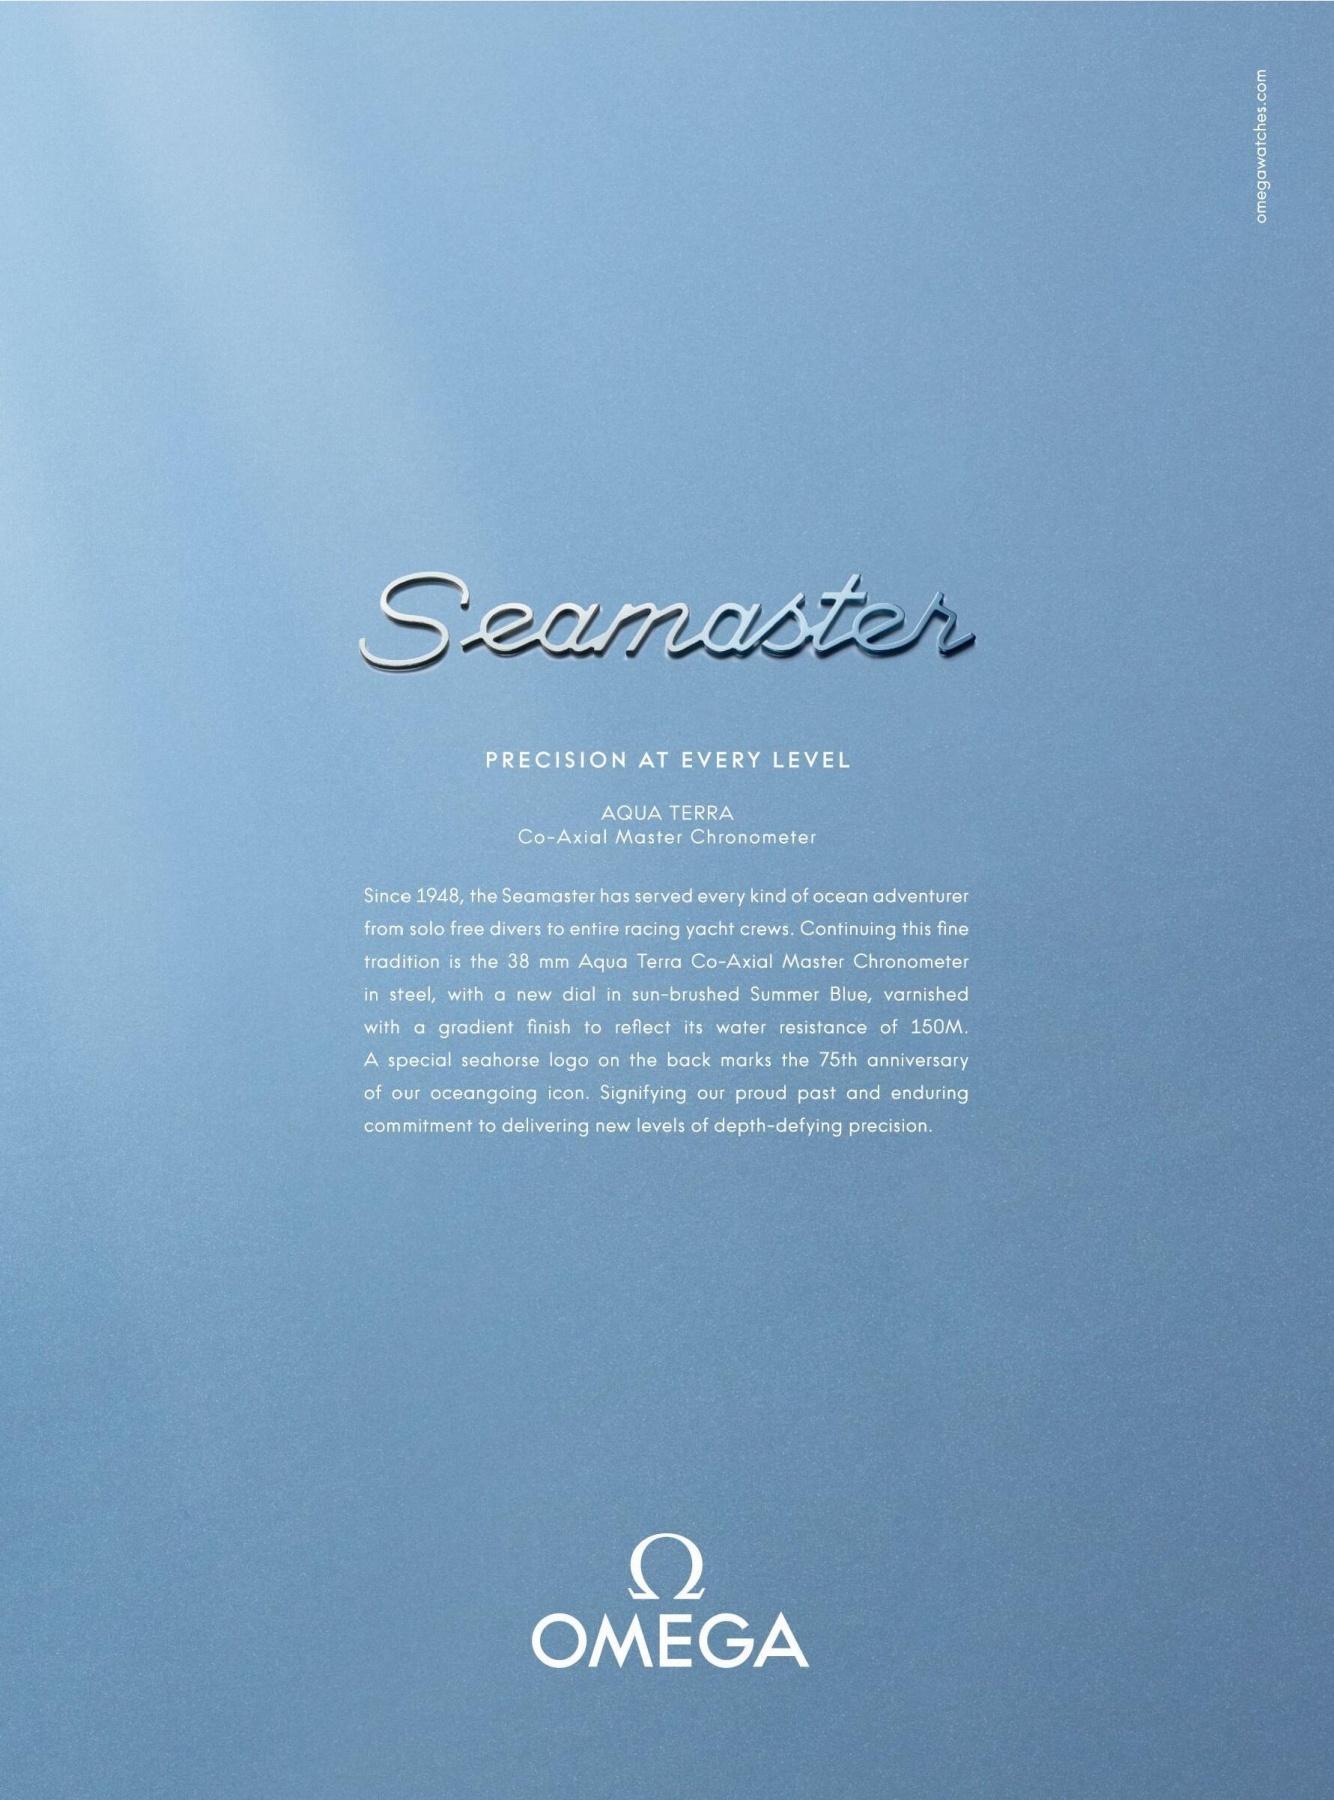 omegawatches.com
Seamaster
PRECISION AT EVERY LEVEL
AQUA TERRA
Co-Axial Master Chronometer
Since 1948, the Seamaster has served every kind of ocean adventurer
from solo free divers to entire racing yacht crews. Continuing this fine
tradition is the 38 mm Aqua Terra Co-Axial Master Chronometer
in steel, with a new dial in sun-brushed Summer Blue, varnished
with a gradient finish to reflect its water resistance of 150M.
A special seahorse logo on the back marks the 75th anniversary
of our oceangoing icon. Signifying our proud past and enduring
commitment to delivering new levels of depth-defying precision.
Ω
OMEGA